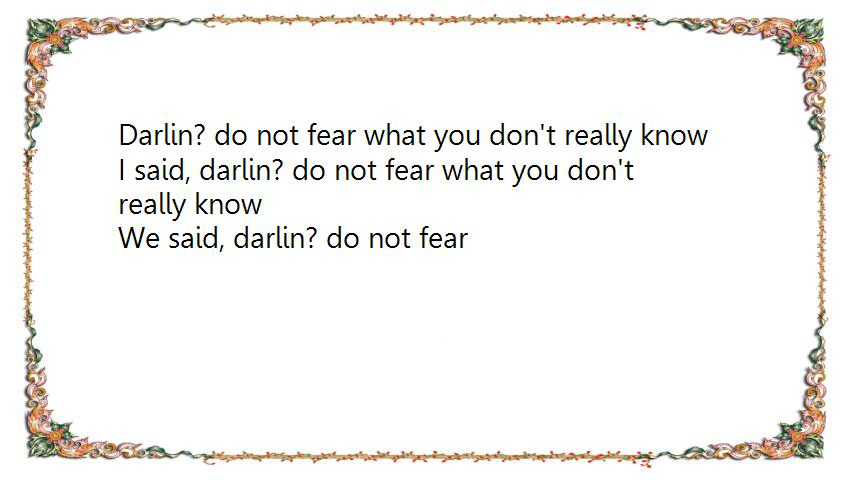 Darlin? do not fear what you don't really know
I said, darlin? do not fear what you don't
really know
We said, darlin? do not fear